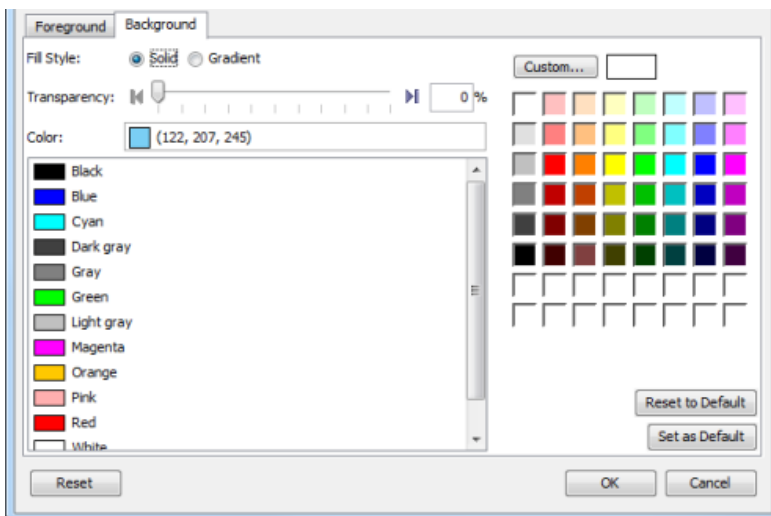 Foreground Background
Fill Style: Solid Gradient
Custom...
Transparency: 0 %
Color: (122, 207, 245)
Black
Blue
Cyan
Dark gray
Gray
Green
Light gray
Magenta
Orange
Pink
Red
White
Reset to Default
Set as Default
Reset OK Cancel